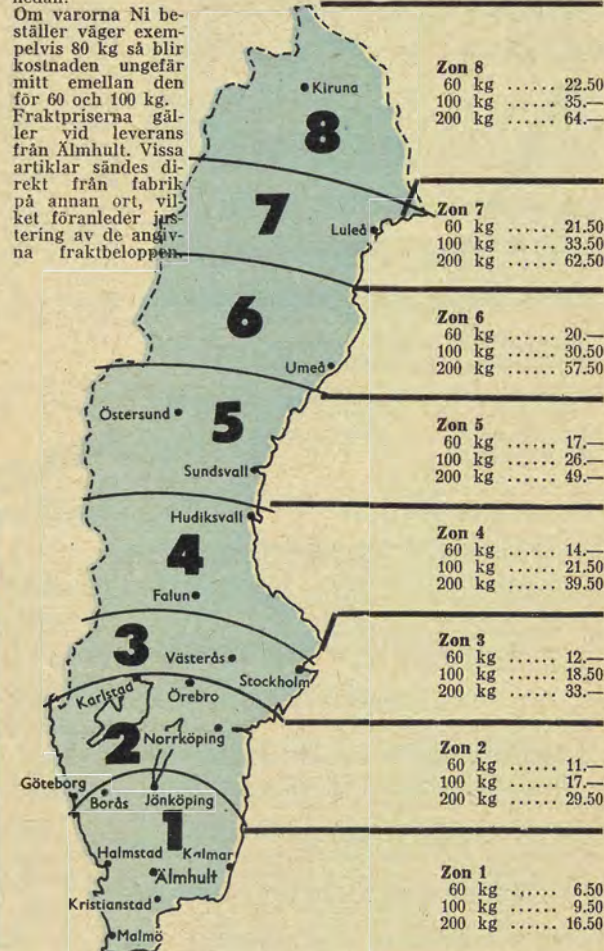 nedan.
Om varorna Ni be-
ställer väger exem-
pelvis 80 kg så blir
kostnaden ungefär
mitt emellan den
för 60 och 100 kg.
Fraktpriserna gäl-
ler vid leverans
från Älmhult. Vissa
artiklar sändes di-
rekt från fabrik
på annan ort, vil-
ket föranleder jus-
tering av de angiv-
na fraktbeloppen.
Kiruna
8
7
Luleå
6
Umeå
Östersund
5
Sundsvall
Hudiksvall
4
Falun
3
Västerås
Stockholm
Karlstad
Örebro
2
Norrköping
Göteborg
Borås
Jönköping
1
Halmstad
Kalmar
Älmhult
Kristianstad
Malmö
Zon 8
60 kg ...... 22.50
100 kg ...... 35.—
200 kg ...... 64.—
Zon 7
60 kg ...... 21.50
100 kg ...... 33.50
200 kg ...... 62.50
Zon 6
60 kg ...... 20.—
100 kg ...... 30.50
200 kg ...... 57.50
Zon 5
60 kg ...... 17.—
100 kg ...... 26.—
200 kg ...... 49.—
Zon 4
60 kg ...... 14.—
100 kg ...... 21.50
200 kg ...... 39.50
Zon 3
60 kg ...... 12.—
100 kg ...... 18.50
200 kg ...... 33.—
Zon 2
60 kg ...... 11.—
100 kg ...... 17.—
200 kg ...... 29.50
Zon 1
60 kg ...... 6.50
100 kg ...... 9.50
200 kg ...... 16.50